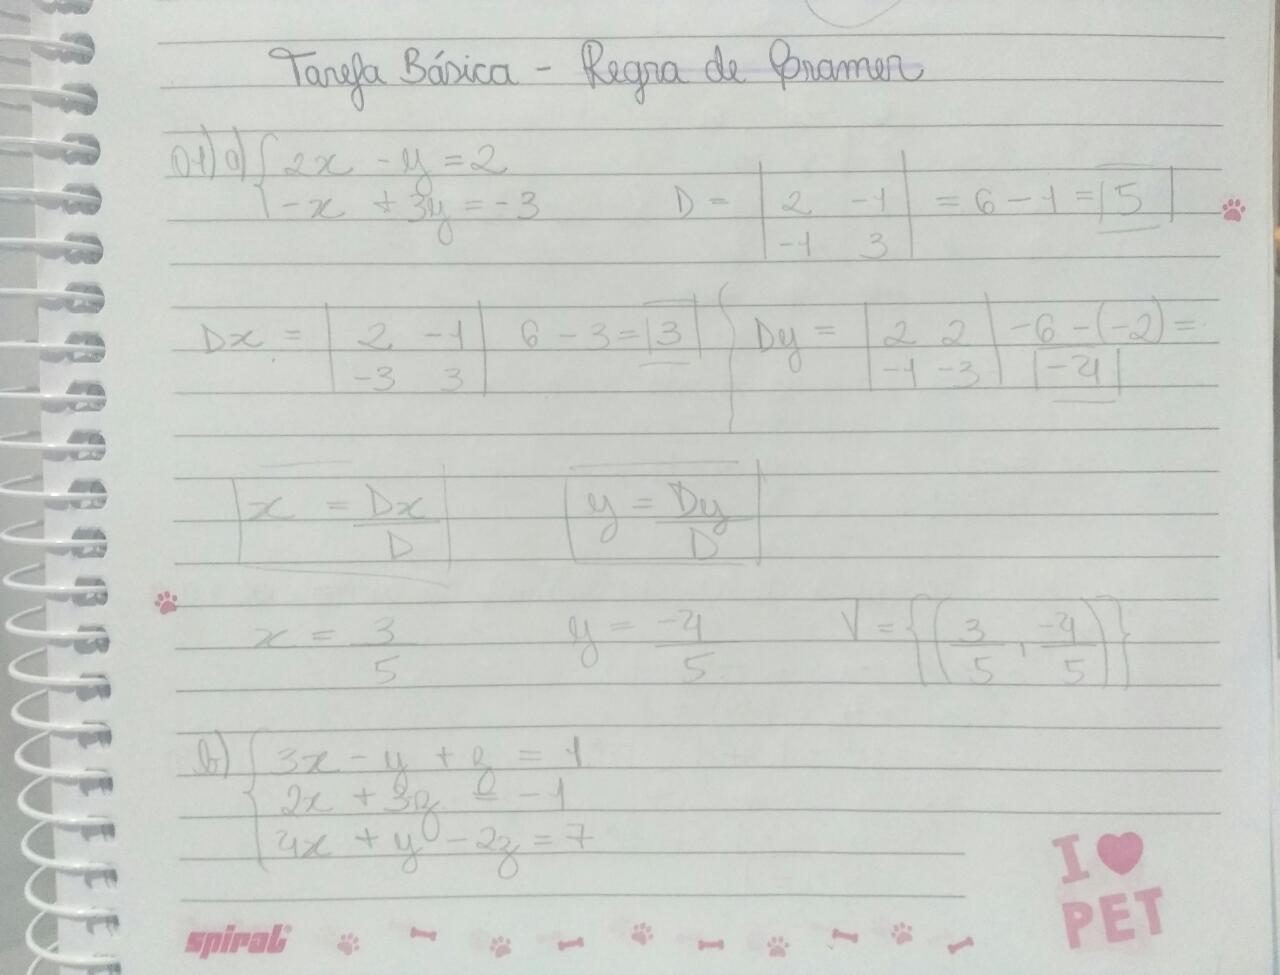 Tarefa Básica - Regra de Cramer
01) a) { 2x - y = 2
-x + 3y = -3
D = | 2 -1 | = 6 - 1 = 5
-1 3
Dx = | 2 -1 | 6 - 3 = 3
-3 3
Dy = | 2 2 | -6 - (-2) =
-1 -3 | -4
x = Dx/D y = Dy/D
x = 3/5 y = -4/5 V = {(3/5, -4/5)}
b) { 3x - y + z = 1
2x + 3z = -1
4x + y - 2z = 7
I ♥
PET
spiral